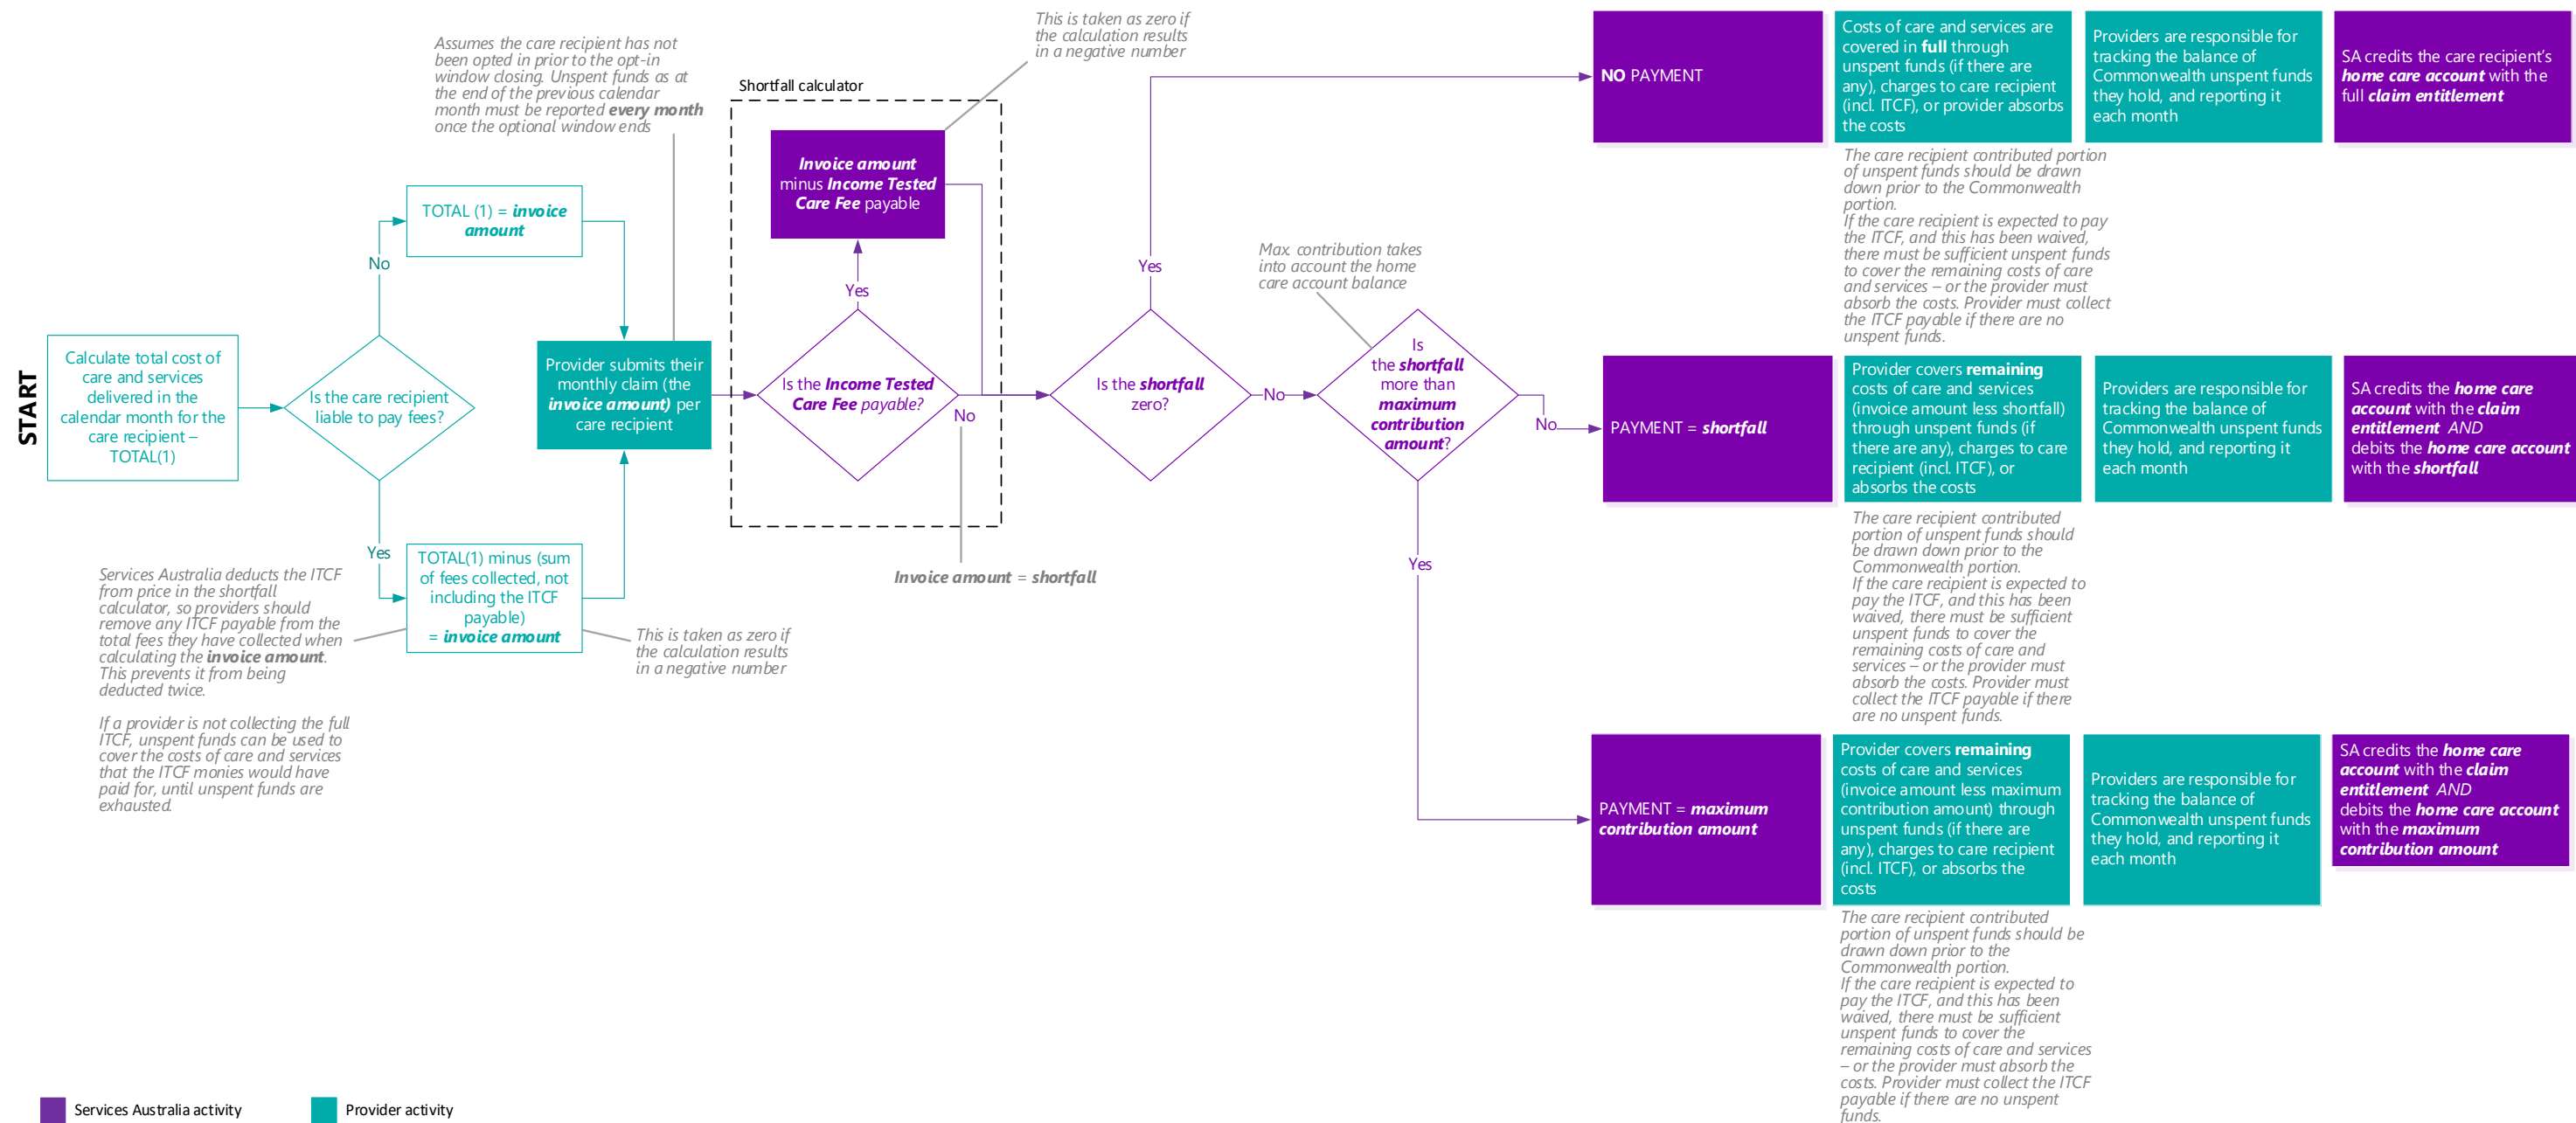 START
Calculate total cost of
care and services
delivered in the
calendar month for the
care recipient –
TOTAL(1)
Is the care recipient
liable to pay fees?
No
TOTAL (1) = invoice
amount
Yes
TOTAL(1) minus (sum
of fees collected, not
including the ITCF
payable)
= invoice amount
Services Australia deducts the ITCF
from price in the shortfall
calculator, so providers should
remove any ITCF payable from the
total fees they have collected when
calculating the invoice amount.
This prevents it from being
deducted twice.
If a provider is not collecting the full
ITCF, unspent funds can be used to
cover the costs of care and services
that the ITCF monies would have
paid for, until unspent funds are
exhausted.
This is taken as zero if
the calculation results
in a negative number
Assumes the care recipient has not
been opted in prior to the opt-in
window closing. Unspent funds as at
the end of the previous calendar
month must be reported every month
once the optional window ends
Provider submits their
monthly claim (the
invoice amount) per
care recipient
Shortfall calculator
This is taken as zero if
the calculation results
in a negative number
Invoice amount
minus Income Tested
Care Fee payable
Yes
Is the Income Tested
Care Fee payable?
No
Invoice amount = shortfall
Is the shortfall
zero?
Yes
No
Max. contribution takes
into account the home
care account balance
Is
the shortfall
more than
maximum
contribution
amount?
No
Yes
NO PAYMENT
Costs of care and services are
covered in full through
unspent funds (if there are
any), charges to care recipient
(incl. ITCF), or provider absorbs
the costs
Providers are responsible for
tracking the balance of
Commonwealth unspent funds
they hold, and reporting it
each month
SA credits the care recipient's
home care account with the
full claim entitlement
The care recipient contributed portion
of unspent funds should be drawn
down prior to the Commonwealth
portion.
If the care recipient is expected to pay
the ITCF, and this has been waived,
there must be sufficient unspent funds
to cover the remaining costs of care
and services – or the provider must
absorb the costs. Provider must collect
the ITCF payable if there are no
unspent funds.
PAYMENT = shortfall
Provider covers remaining
costs of care and services
(invoice amount less shortfall)
through unspent funds (if
there are any), charges to care
recipient (incl. ITCF), or
absorbs the costs
Providers are responsible for
tracking the balance of
Commonwealth unspent funds
they hold, and reporting it
each month
SA credits the home care
account with the claim
entitlement AND
debits the home care account
with the shortfall
The care recipient contributed
portion of unspent funds should
be drawn down prior to the
Commonwealth portion.
If the care recipient is expected to
pay the ITCF, and this has been
waived, there must be sufficient
unspent funds to cover the
remaining costs of care and
services – or the provider must
absorb the costs. Provider must
collect the ITCF payable if there
are no unspent funds.
PAYMENT = maximum
contribution amount
Provider covers remaining
costs of care and services
(invoice amount less maximum
contribution amount) through
unspent funds (if there are
any), charges to care recipient
(incl. ITCF), or absorbs the
costs
Providers are responsible for
tracking the balance of
Commonwealth unspent funds
they hold, and reporting it
each month
SA credits the home care
account with the claim
entitlement AND
debits the home care account
with the maximum
contribution amount
The care recipient contributed
portion of unspent funds should be
drawn down prior to the
Commonwealth portion.
If the care recipient is expected to
pay the ITCF, and this has been
waived, there must be sufficient
unspent funds to cover the
remaining costs of care and services
– or the provider must absorb the
costs. Provider must collect the ITCF
payable if there are no unspent
funds.
Services Australia activity
Provider activity